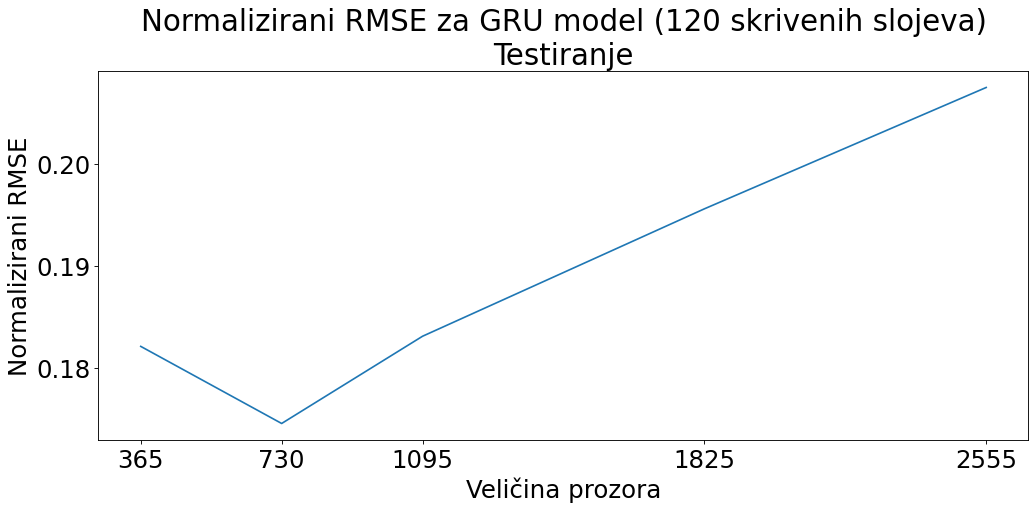 Normalizirani RMSE za GRU model (120 skrivenih slojeva)
Testiranje
Normalizirani RMSE
0.20
0.19
0.18
365 730 1095 1825 2555
Veličina prozora